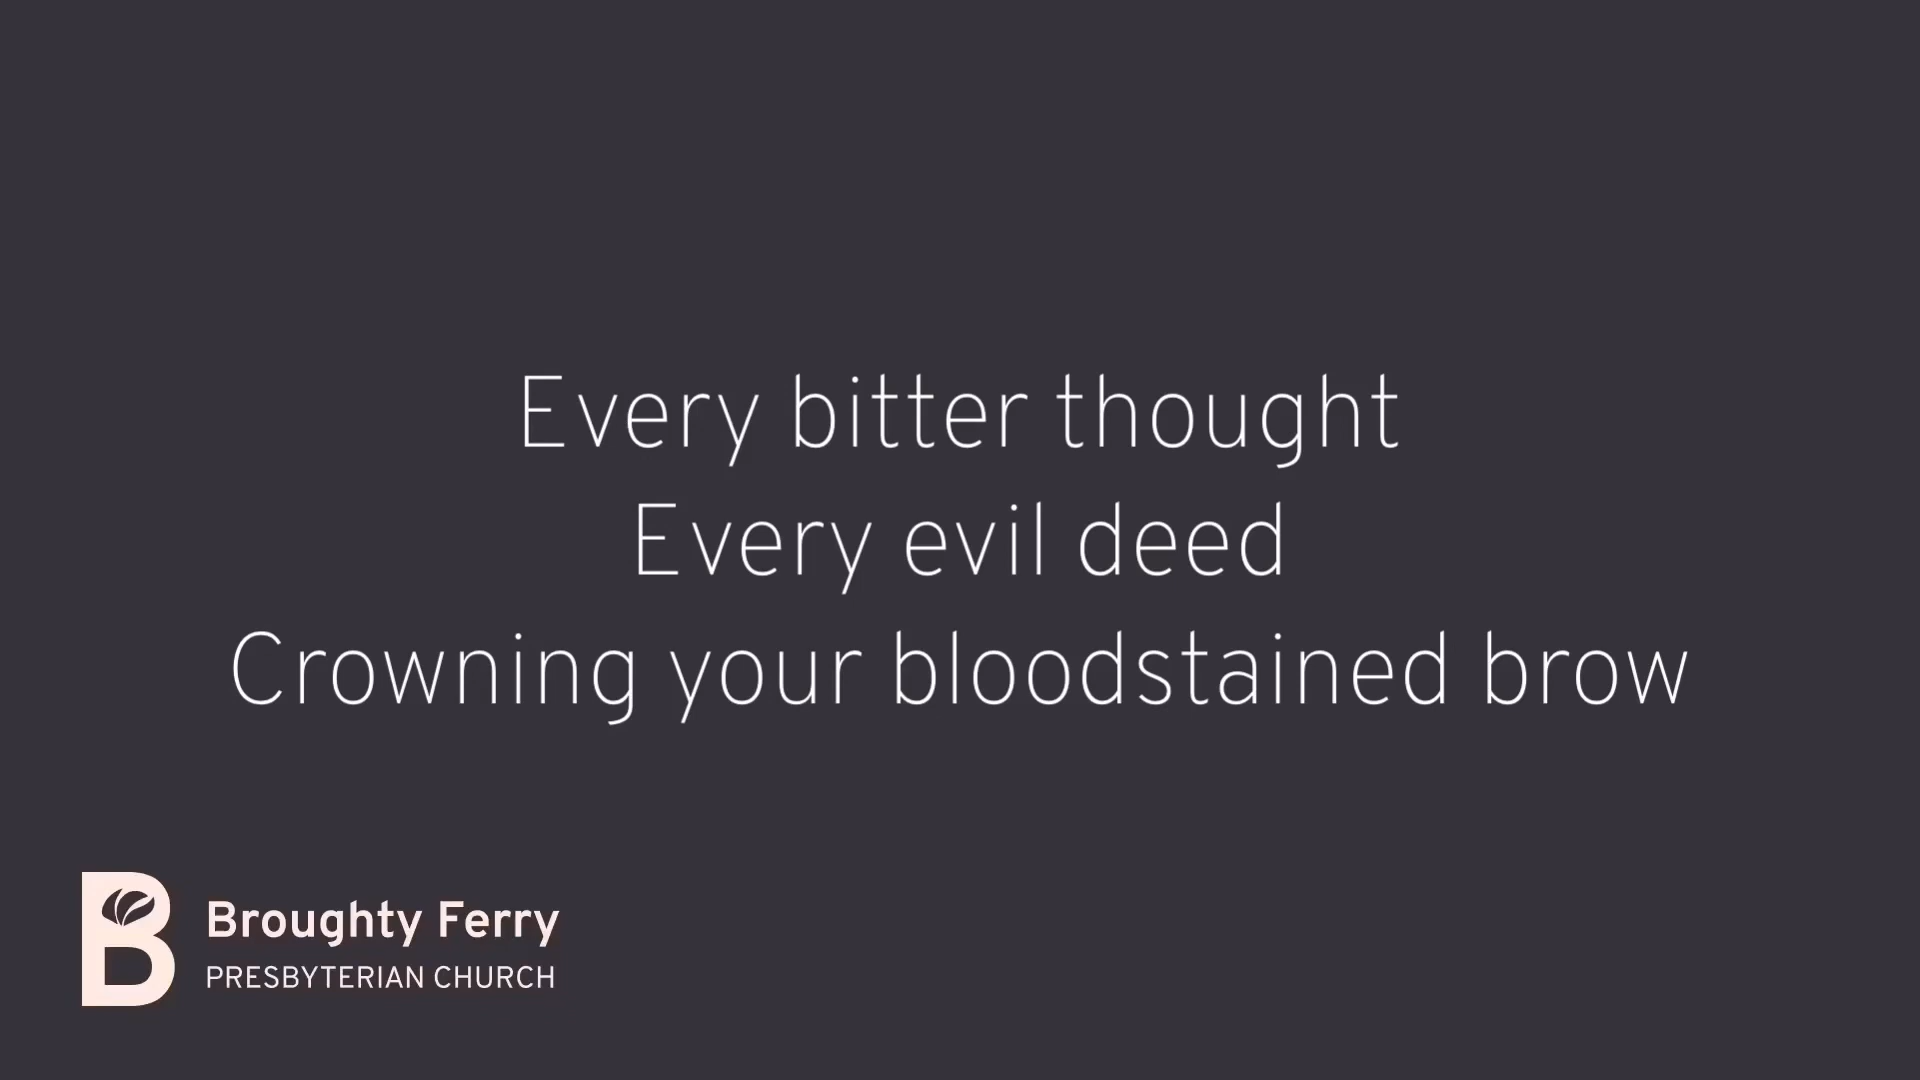 Every bitter thought
Every evil deed
Crowning your bloodstained brow
Broughty Ferry
PRESBYTERIAN CHURCH